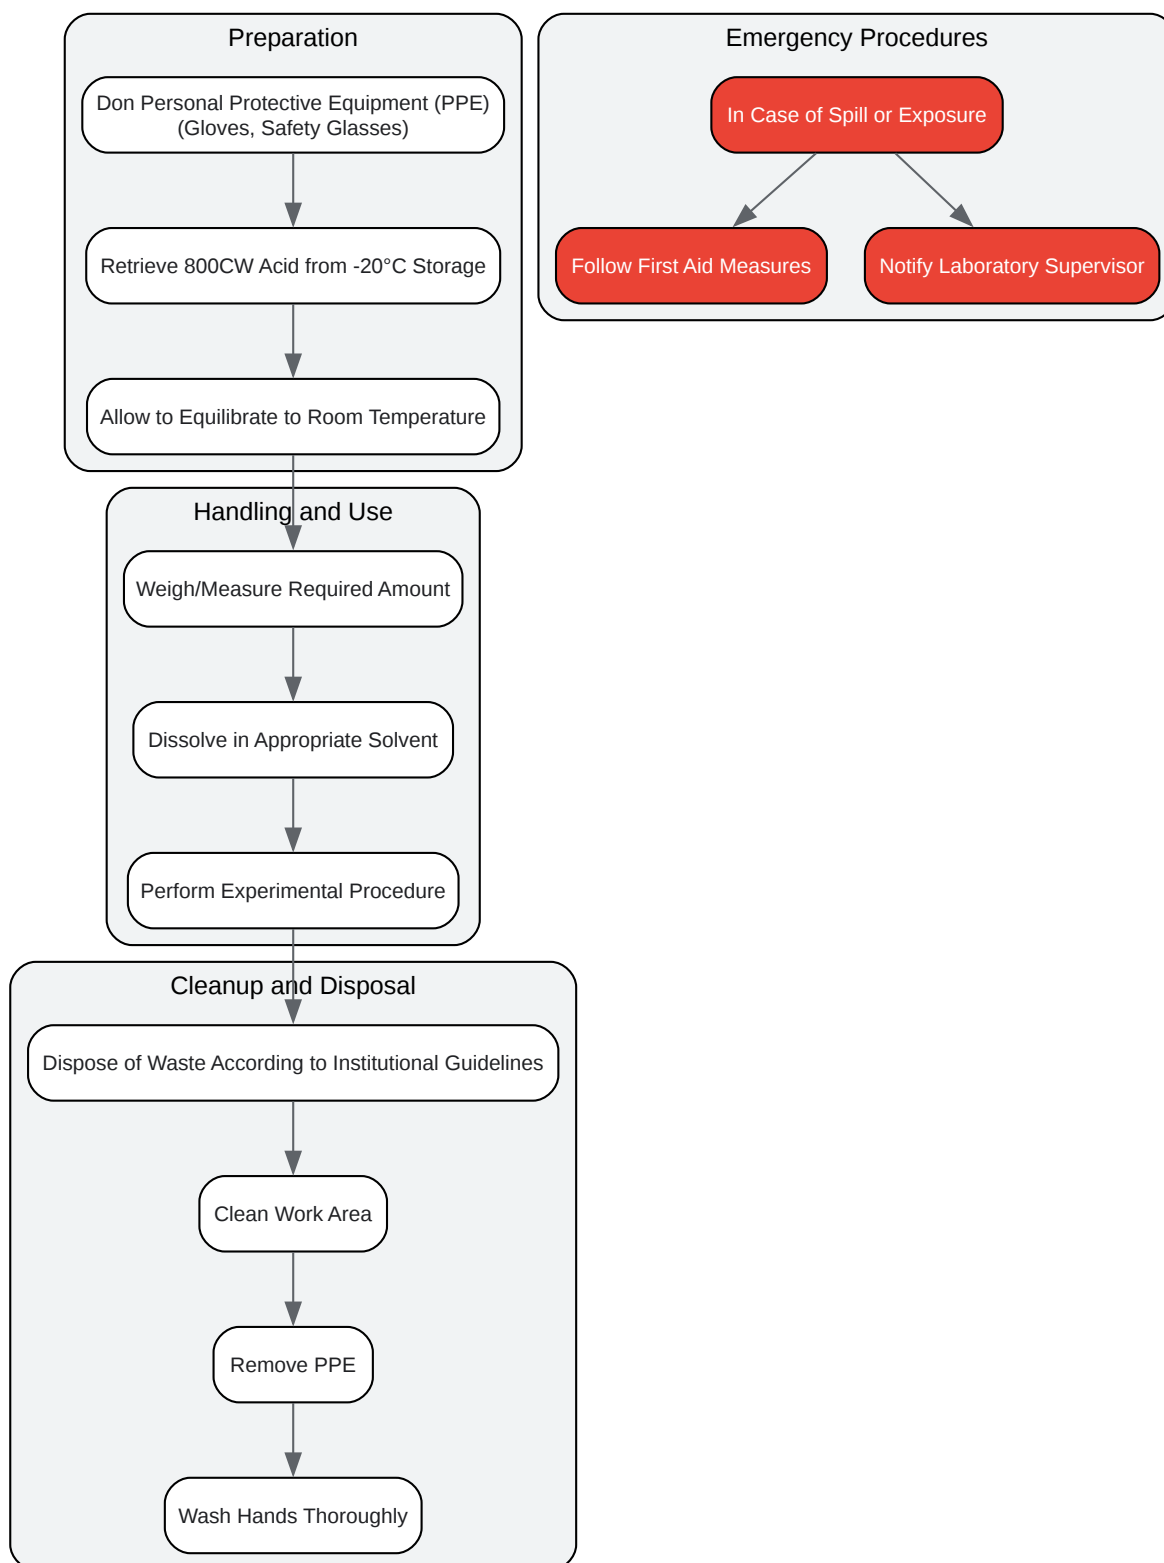 Preparation
Don Personal Protective Equipment (PPE)
(Gloves, Safety Glasses)
Retrieve 800CW Acid from -20°C Storage
Allow to Equilibrate to Room Temperature
Handling and Use
Weigh/Measure Required Amount
Dissolve in Appropriate Solvent
Perform Experimental Procedure
Cleanup and Disposal
Dispose of Waste According to Institutional Guidelines
Clean Work Area
Remove PPE
Wash Hands Thoroughly
Emergency Procedures
In Case of Spill or Exposure
Follow First Aid Measures
Notify Laboratory Supervisor